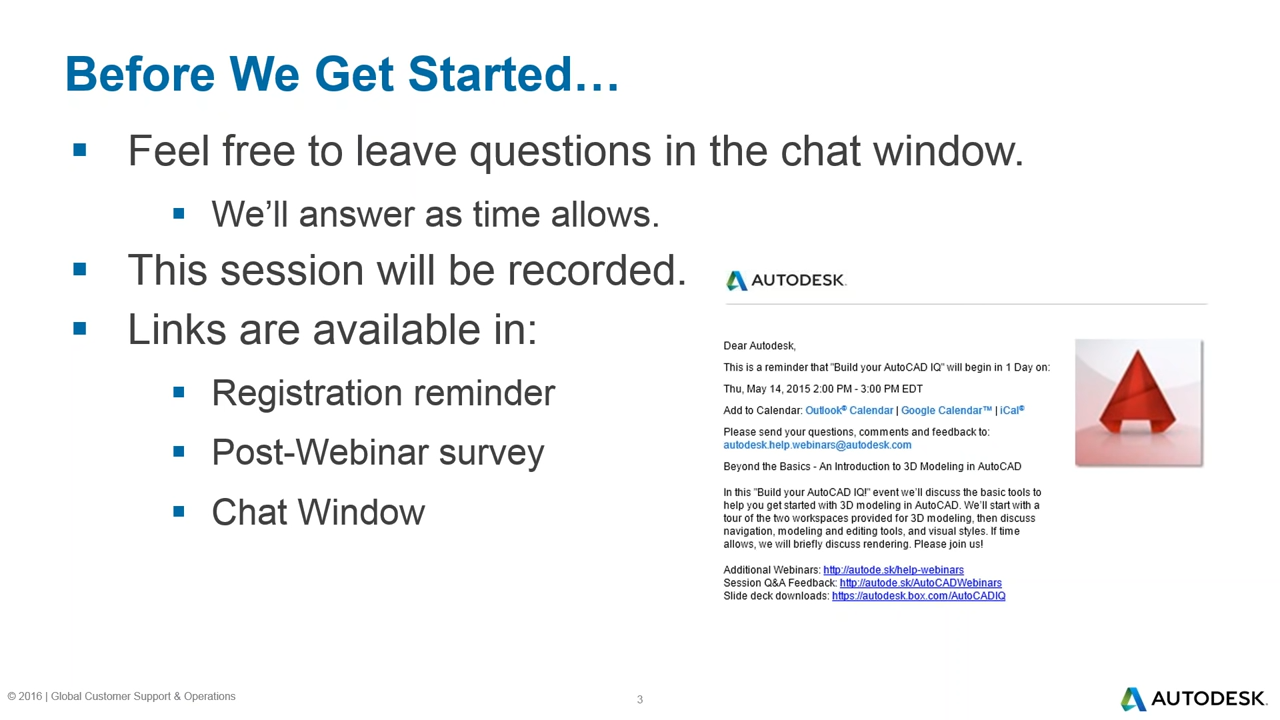 Before We Get Started…
▪ Feel free to leave questions in the chat window.
▪ We’ll answer as time allows.
▪ This session will be recorded.
▪ Links are available in:
▪ Registration reminder
▪ Post-Webinar survey
▪ Chat Window
AUTODESK.
Dear Autodesk,
This is a reminder that "Build your AutoCAD IQ" will begin in 1 Day on:
Thu, May 14, 2015 2:00 PM - 3:00 PM EDT
Add to Calendar: Outlook® Calendar | Google Calendar™ | iCal®
Please send your questions, comments and feedback to:
autodesk.help.webinars@autodesk.com
Beyond the Basics - An Introduction to 3D Modeling in AutoCAD
In this "Build your AutoCAD IQ!" event we’ll discuss the basic tools to
help you get started with 3D modeling in AutoCAD. We’ll start with a
tour of the two workspaces provided for 3D modeling, then discuss
navigation, modeling and editing tools, and visual styles. If time
allows, we will briefly discuss rendering. Please join us!
Additional Webinars: http://autode.sk/help-webinars
Session Q&A Feedback: http://autode.sk/AutoCADWebinars
Slide deck downloads: https://autodesk.box.com/AutoCADIQ
© 2016 | Global Customer Support & Operations
3
AUTODESK.